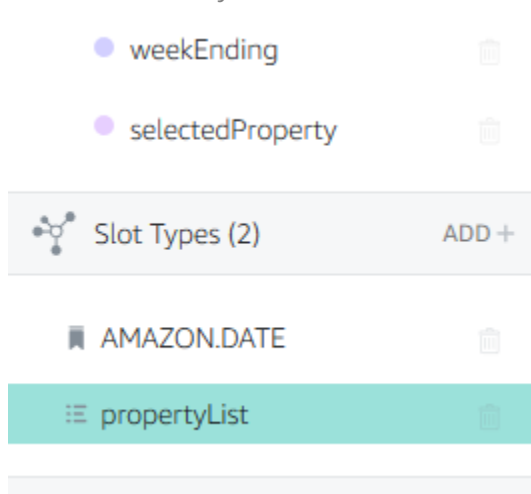 weekEnding
selectedProperty
Slot Types (2) ADD +
AMAZON.DATE
propertyList